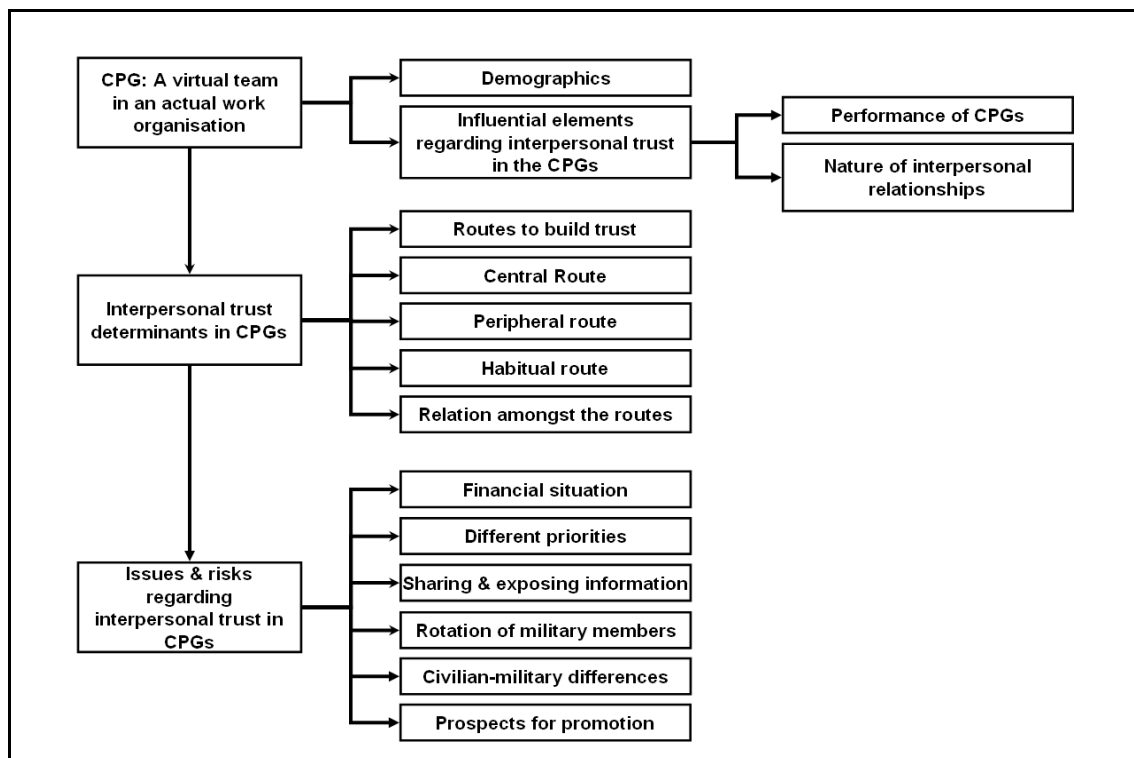 CPG: A virtual team
in an actual work
organisation
Demographics
Influential elements
regarding interpersonal trust
in the CPGs
Performance of CPGs
Nature of interpersonal
relationships
Interpersonal trust
determinants in CPGs
Routes to build trust
Central Route
Peripheral route
Habitual route
Relation amongst the routes
Issues & risks
regarding
interpersonal trust in
CPGs
Financial situation
Different priorities
Sharing & exposing information
Rotation of military members
Civilian-military differences
Prospects for promotion